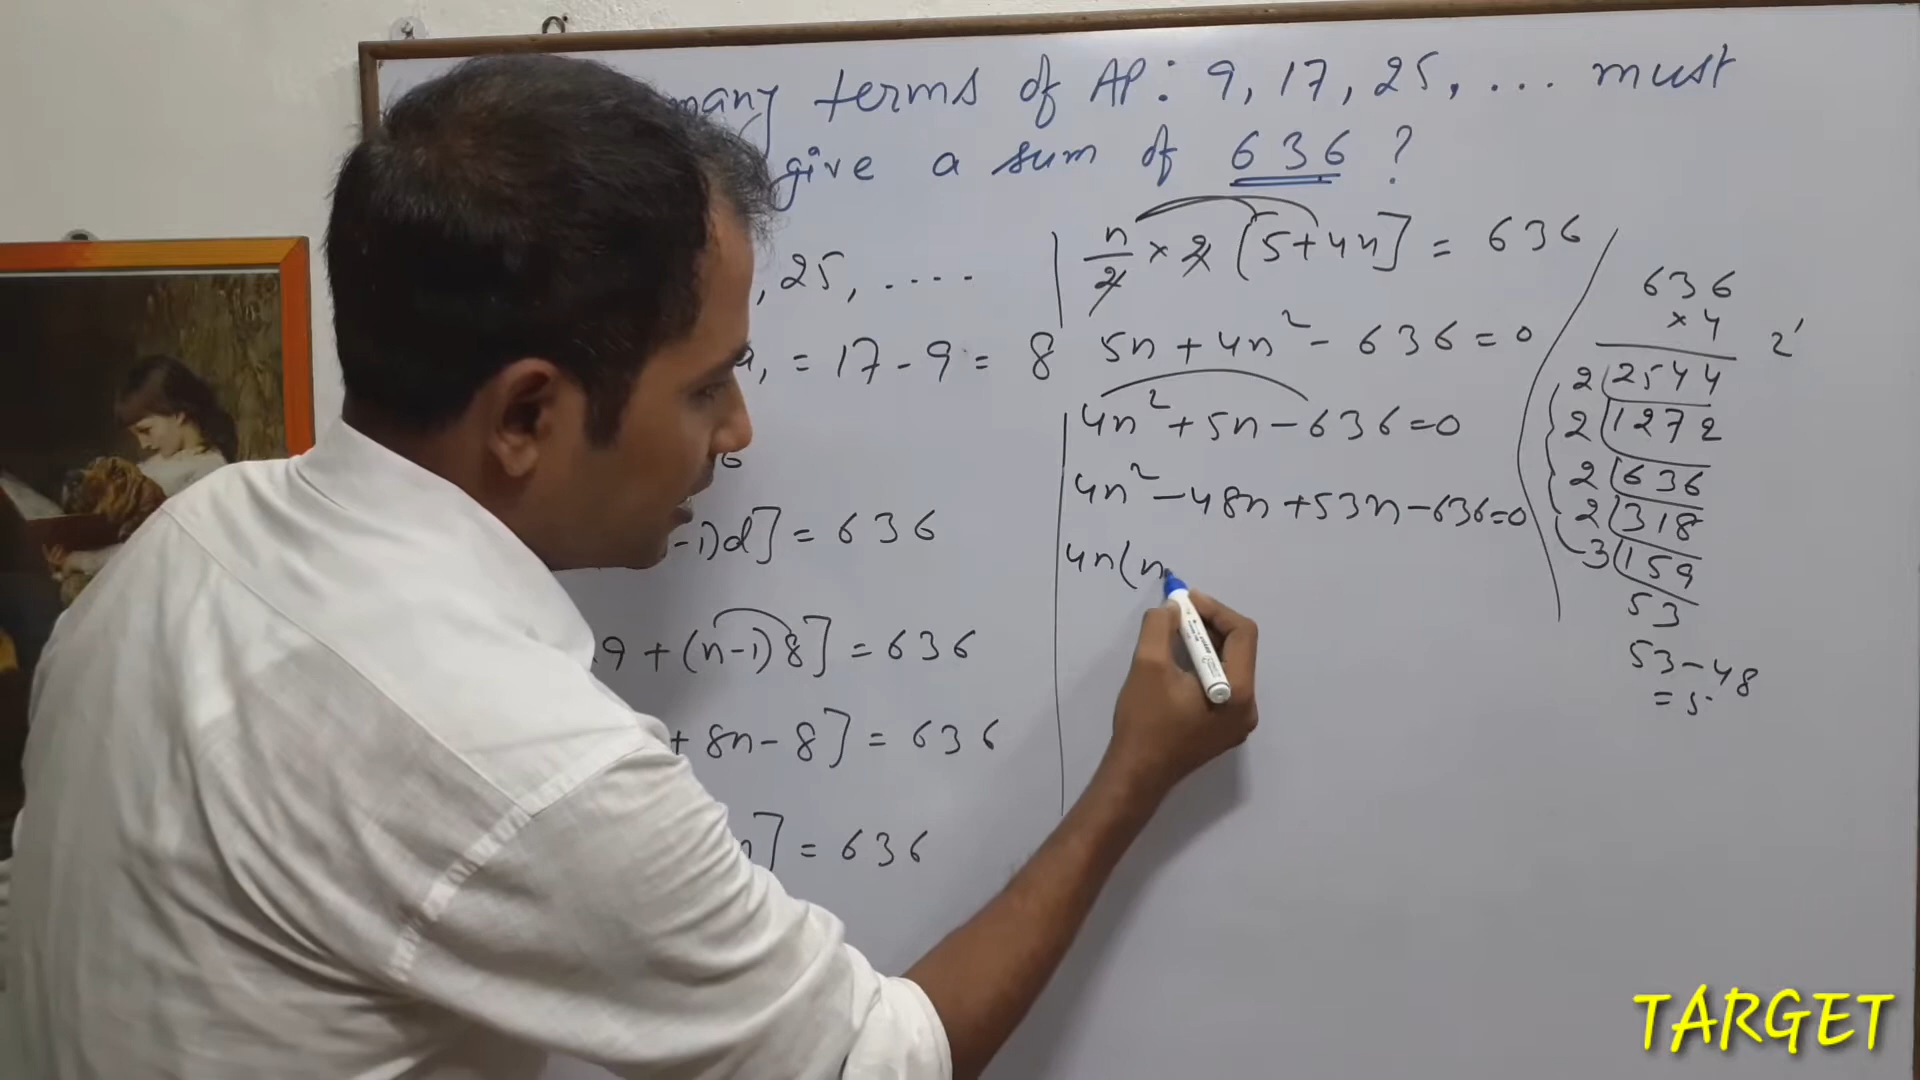 many terms of AP: 9, 17, 25, ... must
give a sum of 636 ?
, 25, ....
= 17 - 9 = 8
6
-1)d] = 636
9 + (n-1)8] = 636
+ 8n - 8] = 636
n] = 636
n/2 × 2 (5+4n] = 636
5n + 4n² - 636 = 0
4n² + 5n - 636 = 0
4n² - 48n + 53n - 636 = 0
4n(n
636
× 4
2'
2 2544
2 1272
2 636
2 318
3 159
53
53 - 48
= 5
TARGET